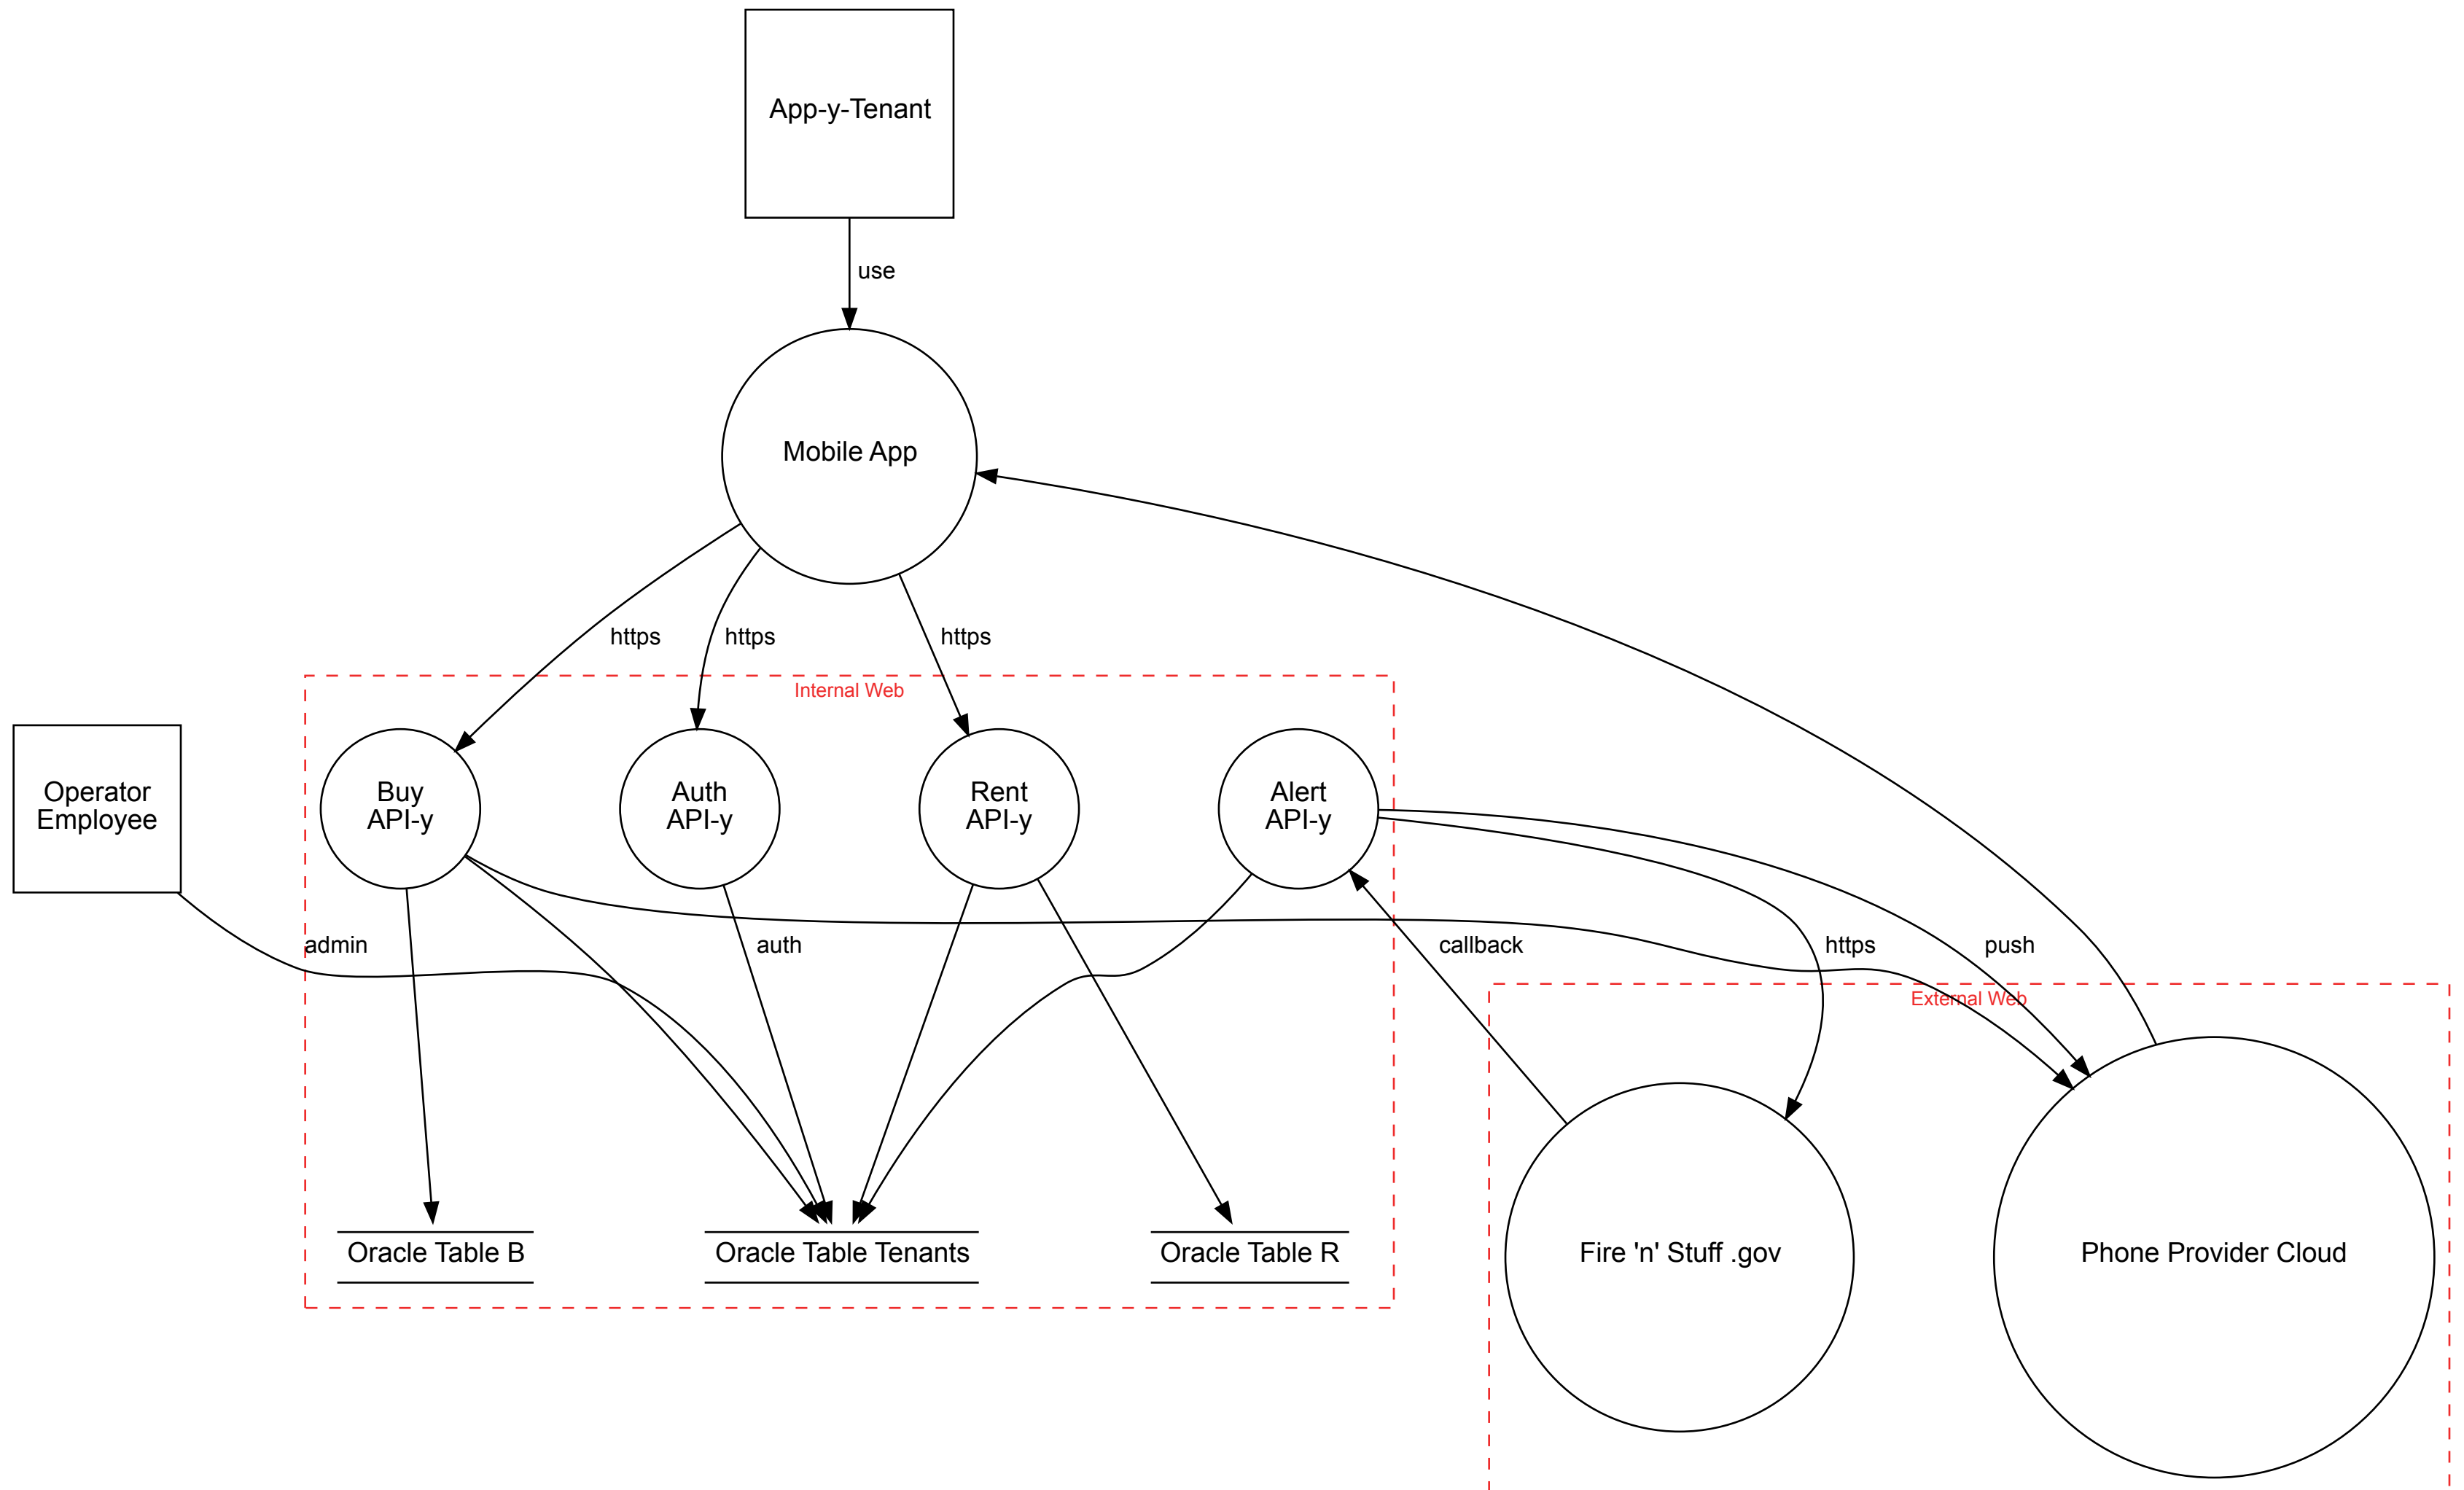 App-y-Tenant
use
Mobile App
https
https
https
Internal Web
Operator
Employee
Buy
API-y
Auth
API-y
Rent
API-y
Alert
API-y
admin
auth
callback
https
push
External Web
Oracle Table B
Oracle Table Tenants
Oracle Table R
Fire 'n' Stuff .gov
Phone Provider Cloud